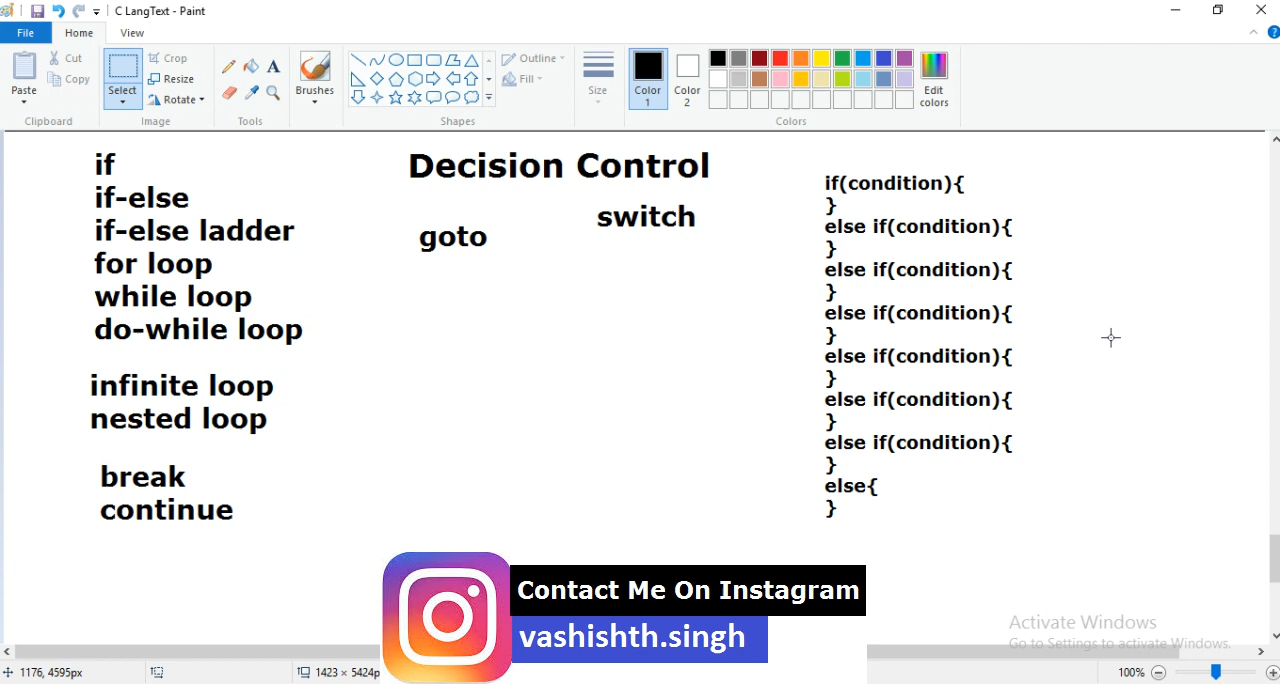 C LangText - Paint
File
Home
View
Paste
Cut
Copy
Clipboard
Select
Crop
Resize
Rotate
Image
Tools
Brushes
Outline
Fill
Shapes
Size
Color
1
Color
2
Edit
colors
Colors
if
if-else
if-else ladder
for loop
while loop
do-while loop
infinite loop
nested loop
break
continue
Decision Control
switch
goto
if(condition){
}
else if(condition){
}
else if(condition){
}
else if(condition){
}
else if(condition){
}
else if(condition){
}
else if(condition){
}
else{
}
Contact Me On Instagram
vashishth.singh
Activate Windows
Go to Settings to activate Windows.
1176, 4595px
1423 × 5424p
100%